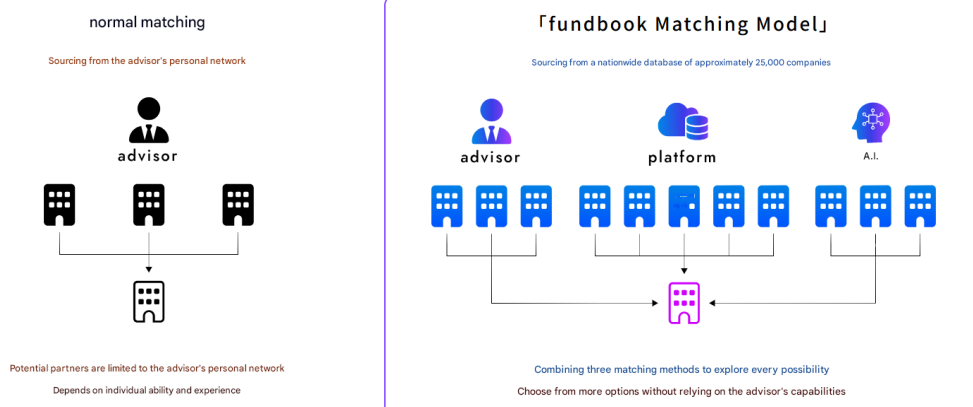 normal matching
Sourcing from the advisor's personal network
advisor
Potential partners are limited to the advisor's personal network
Depends on individual ability and experience
「fundbook Matching Model」
Sourcing from a nationwide database of approximately 25,000 companies
advisor
platform
A.I.
Combining three matching methods to explore every possibility
Choose from more options without relying on the advisor's capabilities